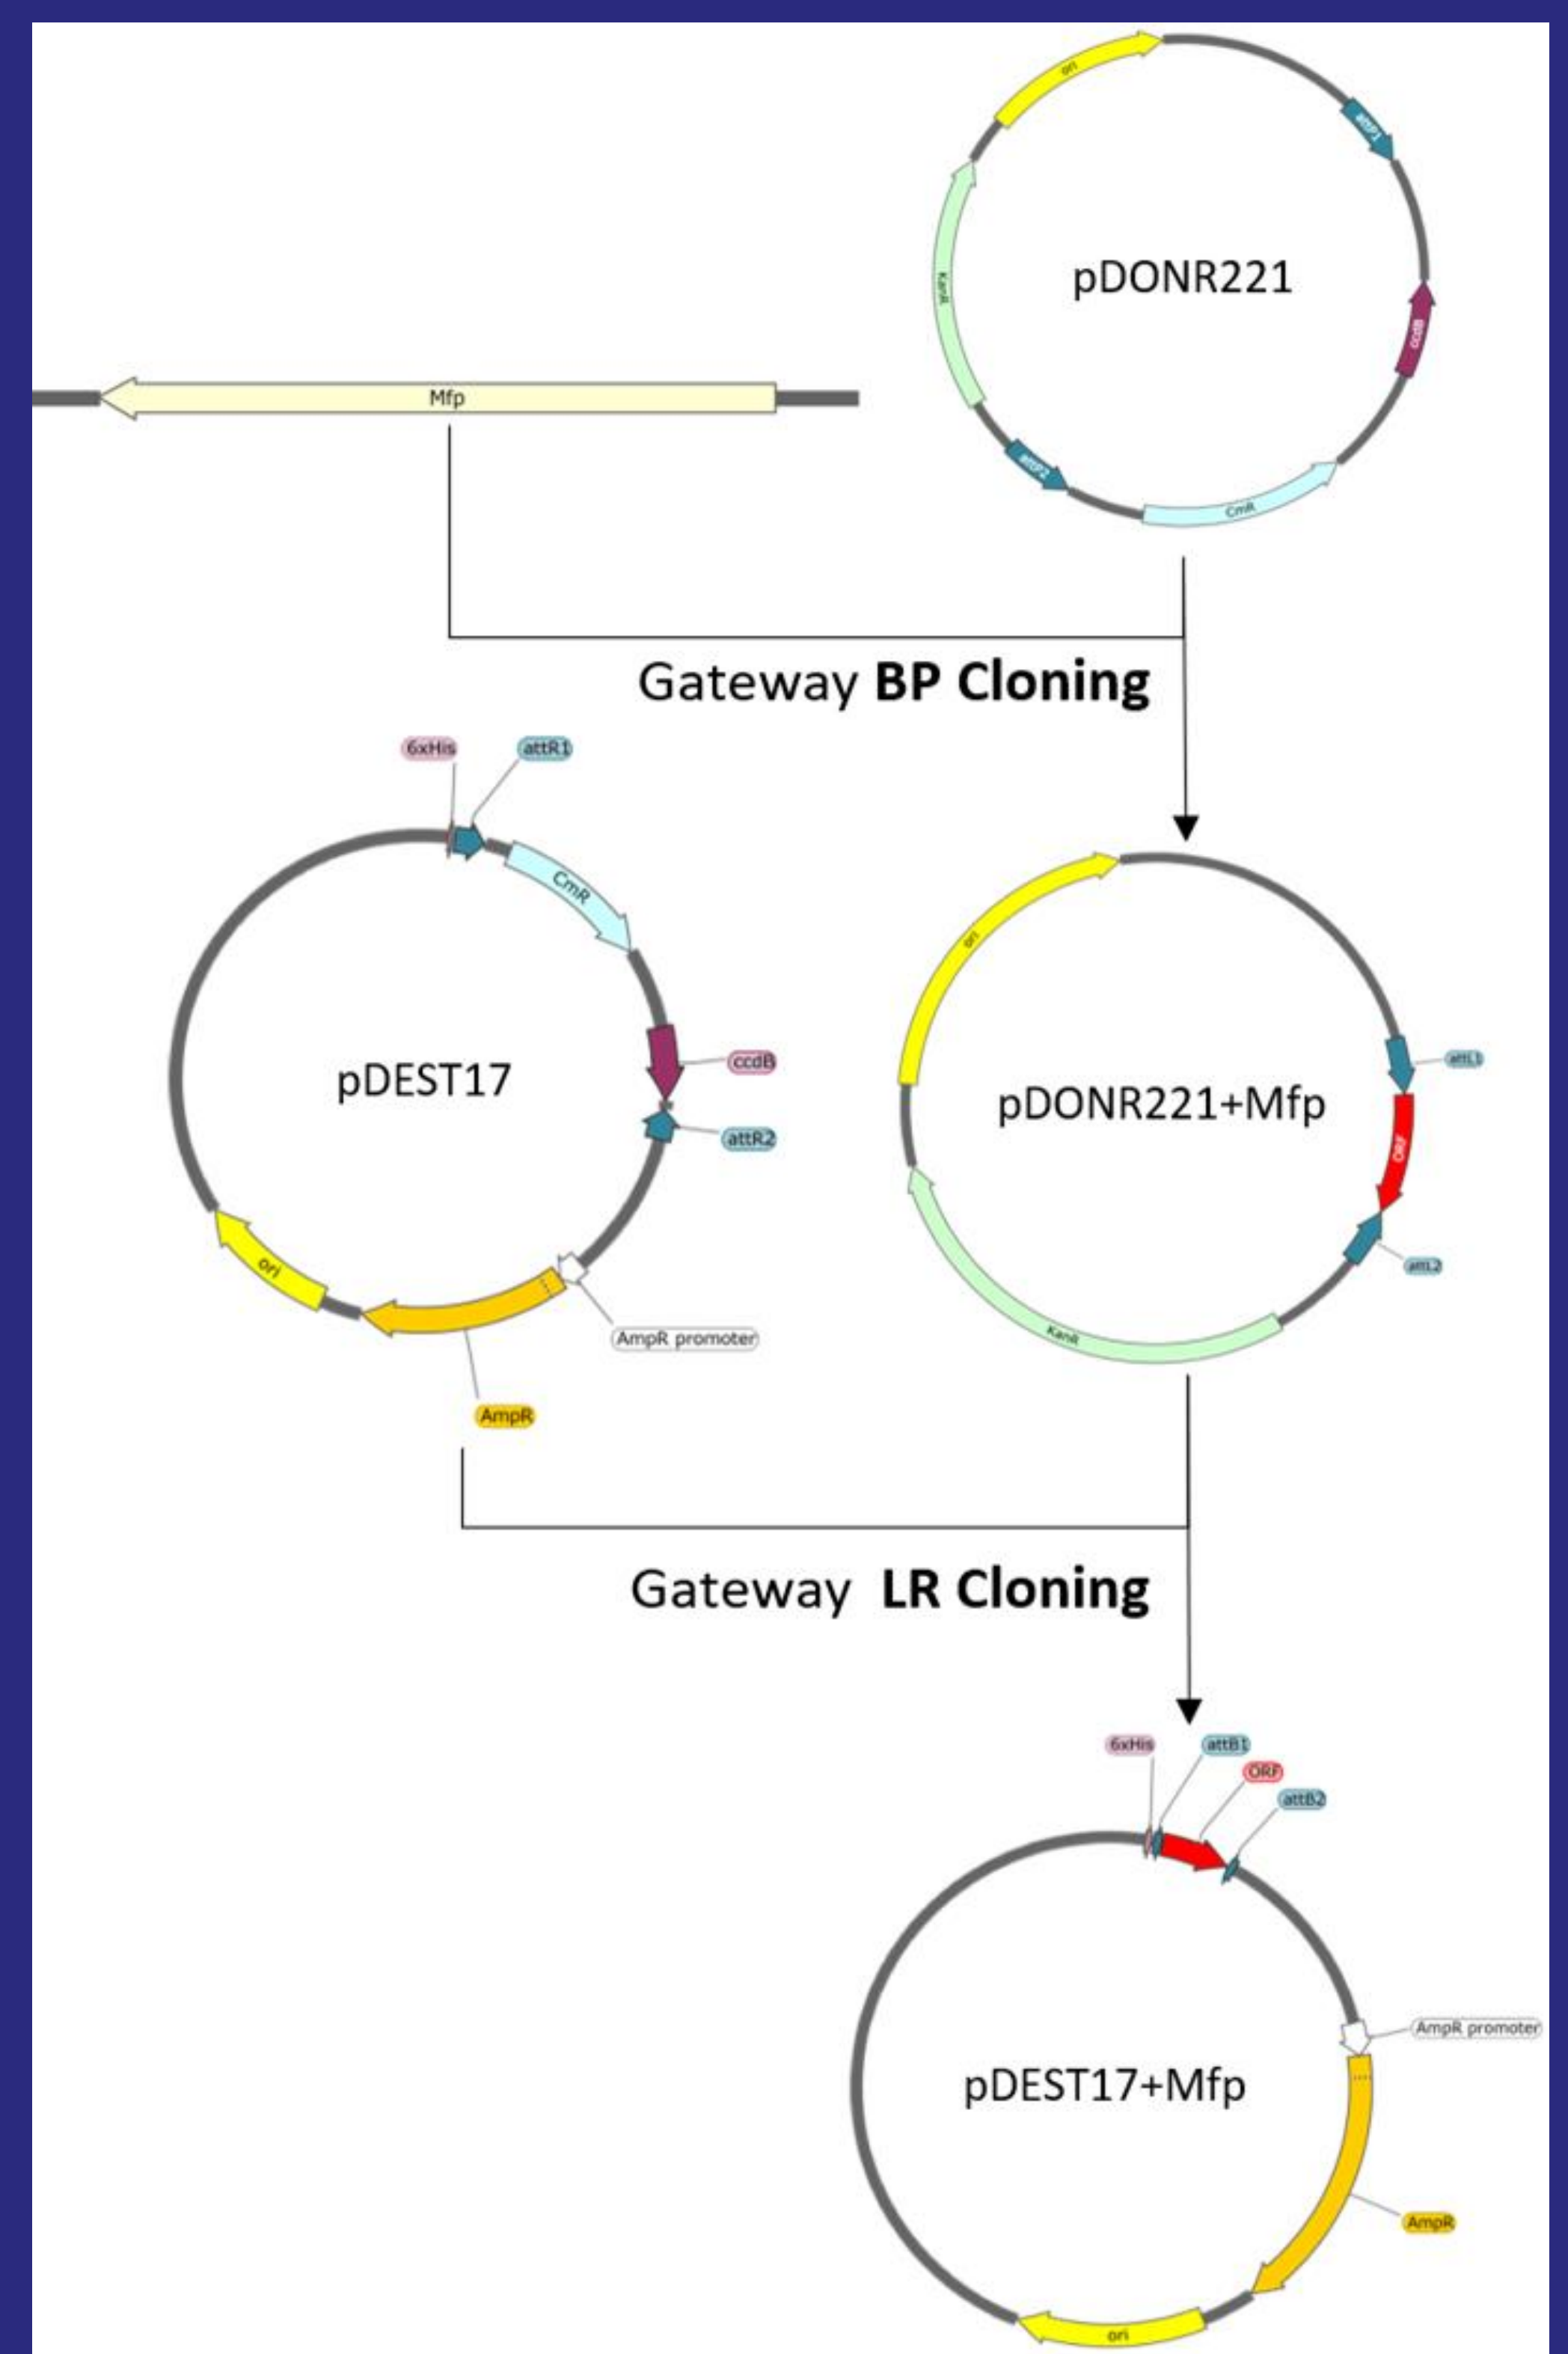 ori
attP1
pDONR221
KanR
ccdB
Mfp
attP2
CmR
Gateway BP Cloning
6xHis
attR1
CmR
ori
ccdB
pDEST17
pDONR221+Mfp
attL1
attR2
ORF
ori
attL2
AmpR promoter
KanR
AmpR
Gateway LR Cloning
6xHis
attB1
ORF
attB2
AmpR promoter
pDEST17+Mfp
AmpR
ori